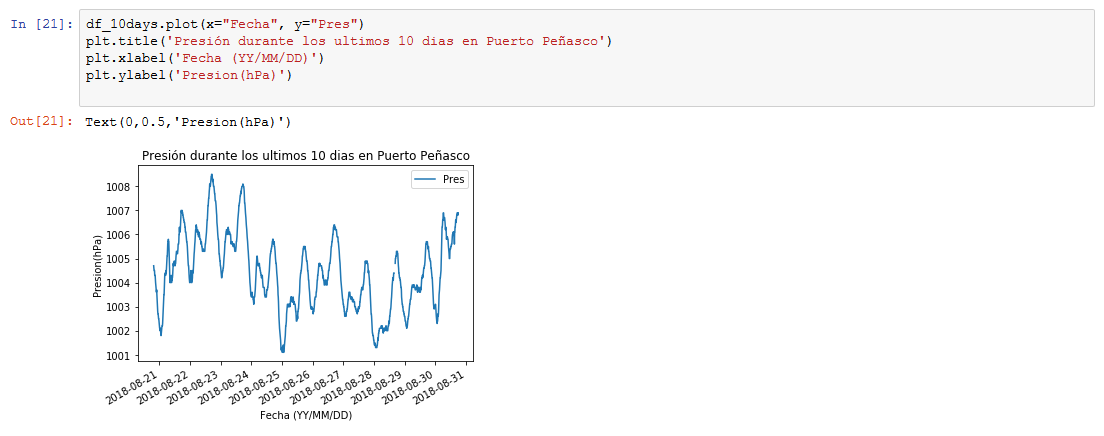 In [21]: df_10days.plot(x="Fecha", y="Pres")
plt.title('Presión durante los ultimos 10 dias en Puerto Peñasco')
plt.xlabel('Fecha (YY/MM/DD)')
plt.ylabel('Presion(hPa)')
Out[21]: Text(0,0.5,'Presion(hPa)')
Presión durante los ultimos 10 dias en Puerto Peñasco
Pres
1008
1007
1006
1005
1004
1003
1002
1001
Presion(hPa)
2018-08-21
2018-08-22
2018-08-23
2018-08-24
2018-08-25
2018-08-26
2018-08-27
2018-08-28
2018-08-29
2018-08-30
2018-08-31
Fecha (YY/MM/DD)